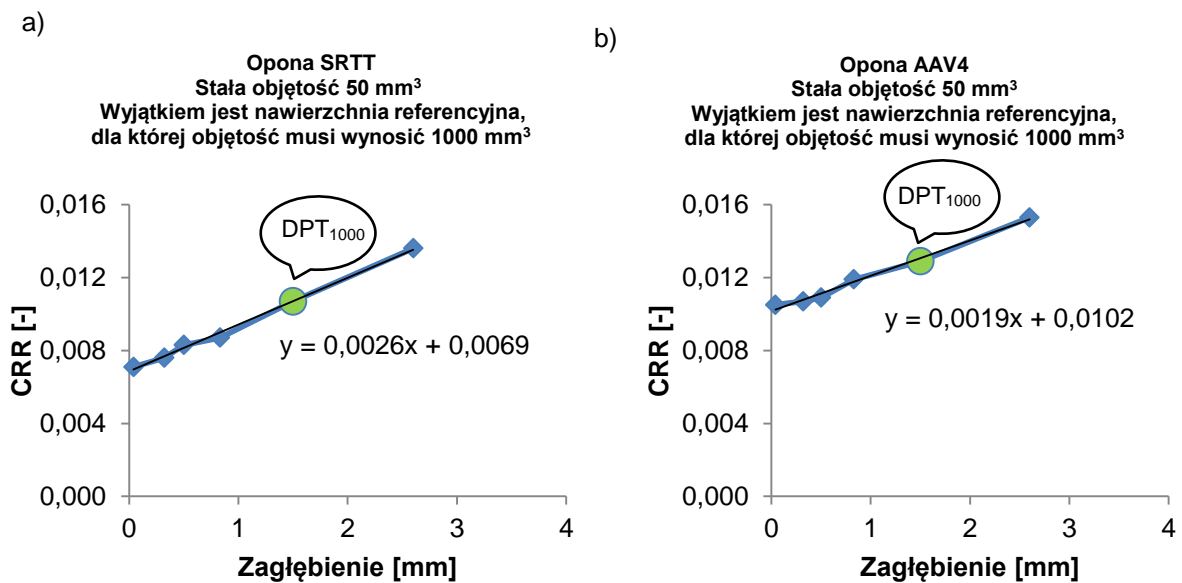 a)
Opona SRTT
Stała objętość 50 mm³
Wyjątkiem jest nawierzchnia referencyjna,
dla której objętość musi wynosić 1000 mm³
0,016
0,012
0,008
0,004
0,000
CRR [-]
DPT₁₀₀₀
y = 0,0026x + 0,0069
0 1 2 3 4
Zagłębienie [mm]
b)
Opona AAV4
Stała objętość 50 mm³
Wyjątkiem jest nawierzchnia referencyjna,
dla której objętość musi wynosić 1000 mm³
0,016
0,012
0,008
0,004
0,000
CRR [-]
DPT₁₀₀₀
y = 0,0019x + 0,0102
0 1 2 3 4
Zagłębienie [mm]